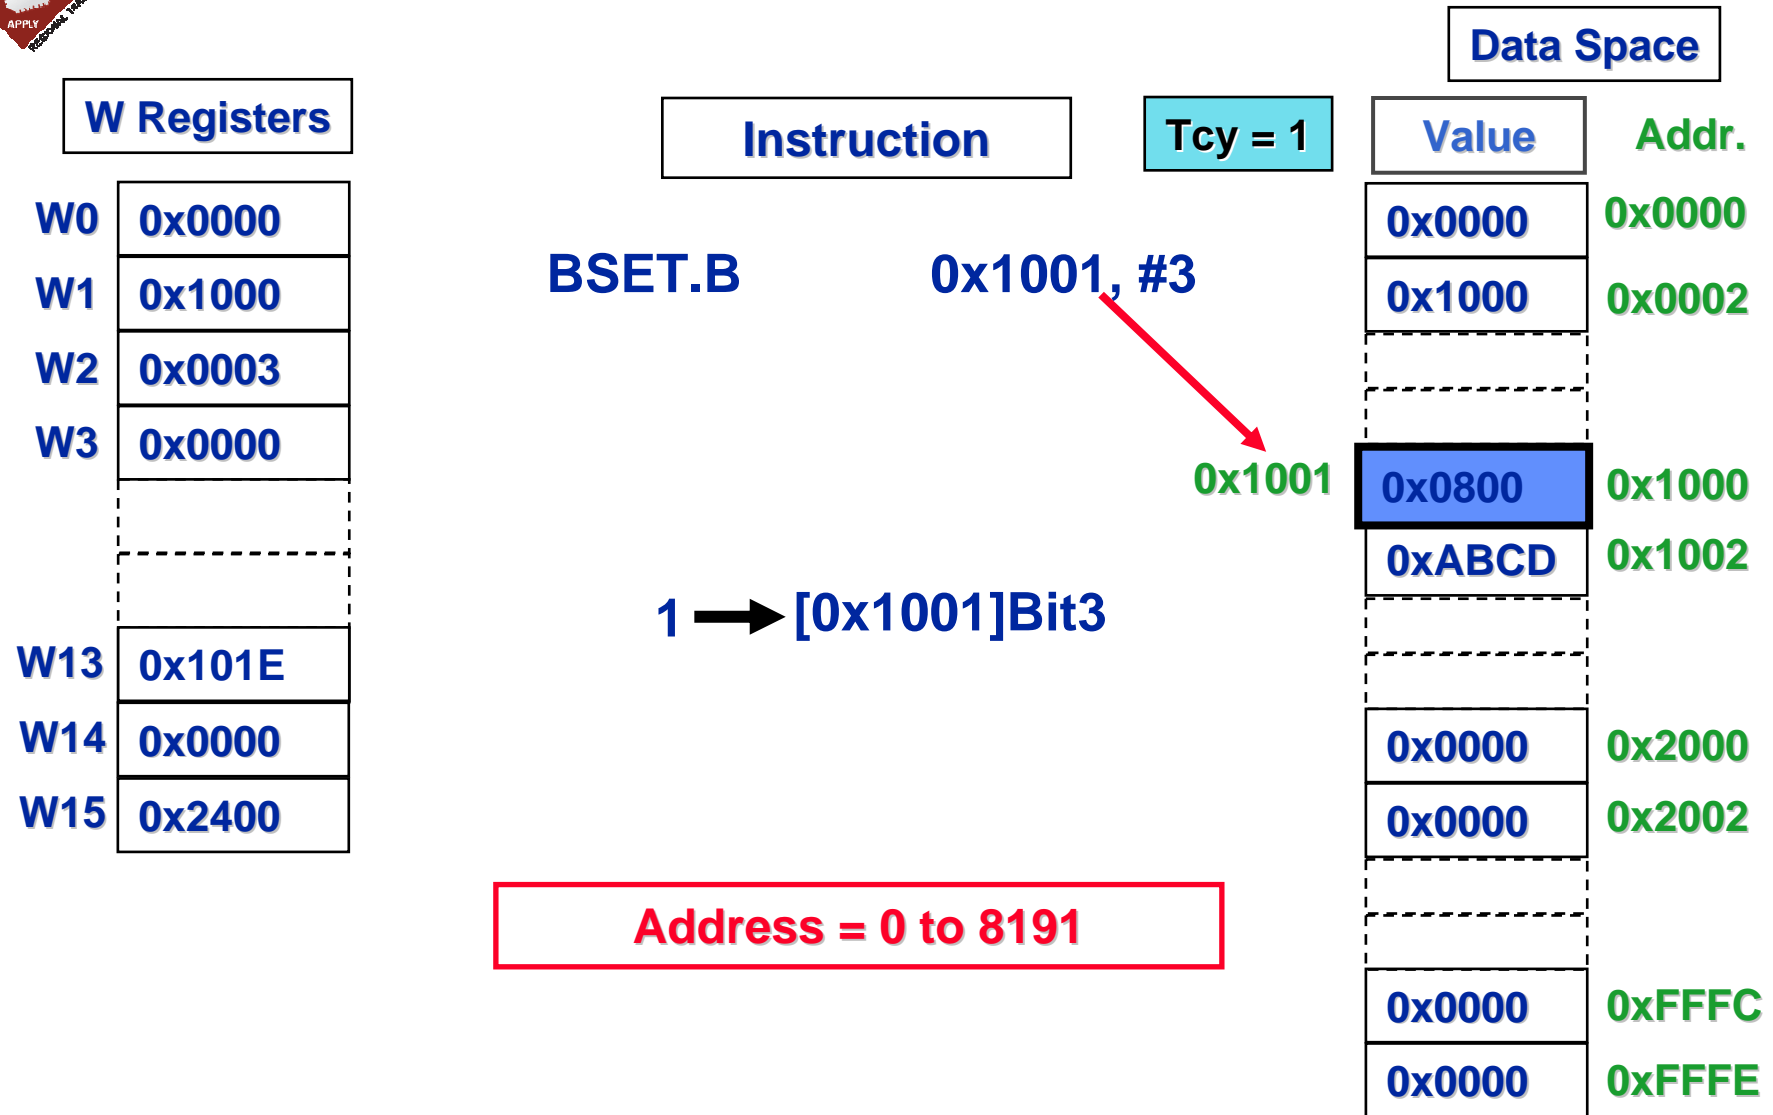 APPLY
Data Space
W Registers
Instruction
Tcy = 1
Value
Addr.
W0 0x0000
W1 0x1000
W2 0x0003
W3 0x0000
W13 0x101E
W14 0x0000
W15 0x2400
BSET.B 0x1001, #3
1 [0x1001]Bit3
Address = 0 to 8191
0x0000 0x0000
0x1000 0x0002
0x1001 0x0800 0x1000
0xABCD 0x1002
0x0000 0x2000
0x0000 0x2002
0x0000 0xFFFC
0x0000 0xFFFE